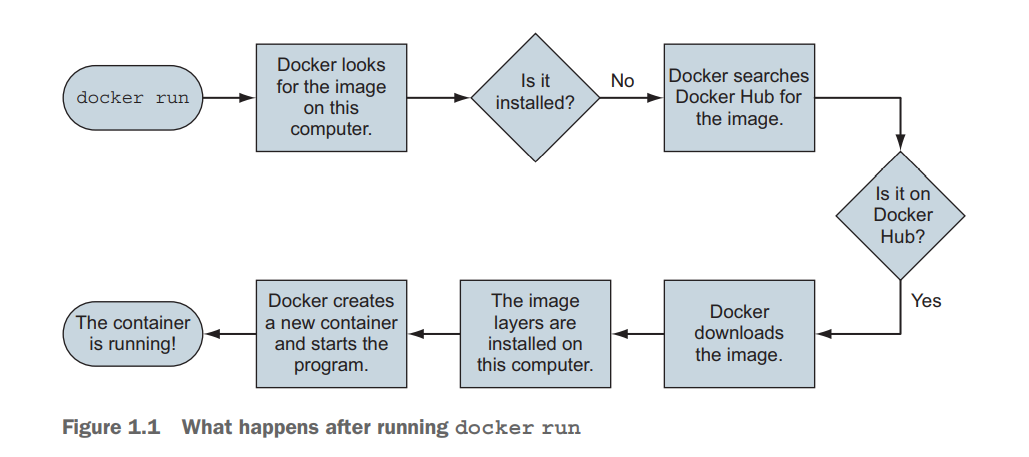 docker run
Docker looks
for the image
on this
computer.
Is it
installed?
No
Docker searches
Docker Hub for
the image.
Is it on
Docker
Hub?
Yes
Docker
downloads
the image.
The image
layers are
installed on
this computer.
Docker creates
a new container
and starts the
program.
The container
is running!
Figure 1.1 What happens after running docker run